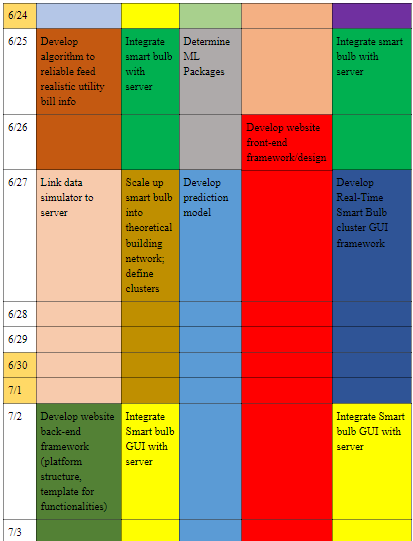 6/24
6/25
Develop
algorithm to
reliable feed
realistic utility
bill info
Integrate
smart bulb
with
server
Determine
ML
Packages
Integrate smart
bulb with
server
6/26
Develop website
front-end
framework/design
6/27
Link data
simulator to
server
Scale up
smart bulb
into
theoretical
building
network;
define
clusters
Develop
prediction
model
Develop
Real-Time
Smart Bulb
cluster GUI
framework
6/28
6/29
6/30
7/1
7/2
Develop website
back-end
framework
(platform
structure,
template for
functionalities)
Integrate
Smart bulb
GUI with
server
Integrate Smart
bulb GUI with
server
7/3